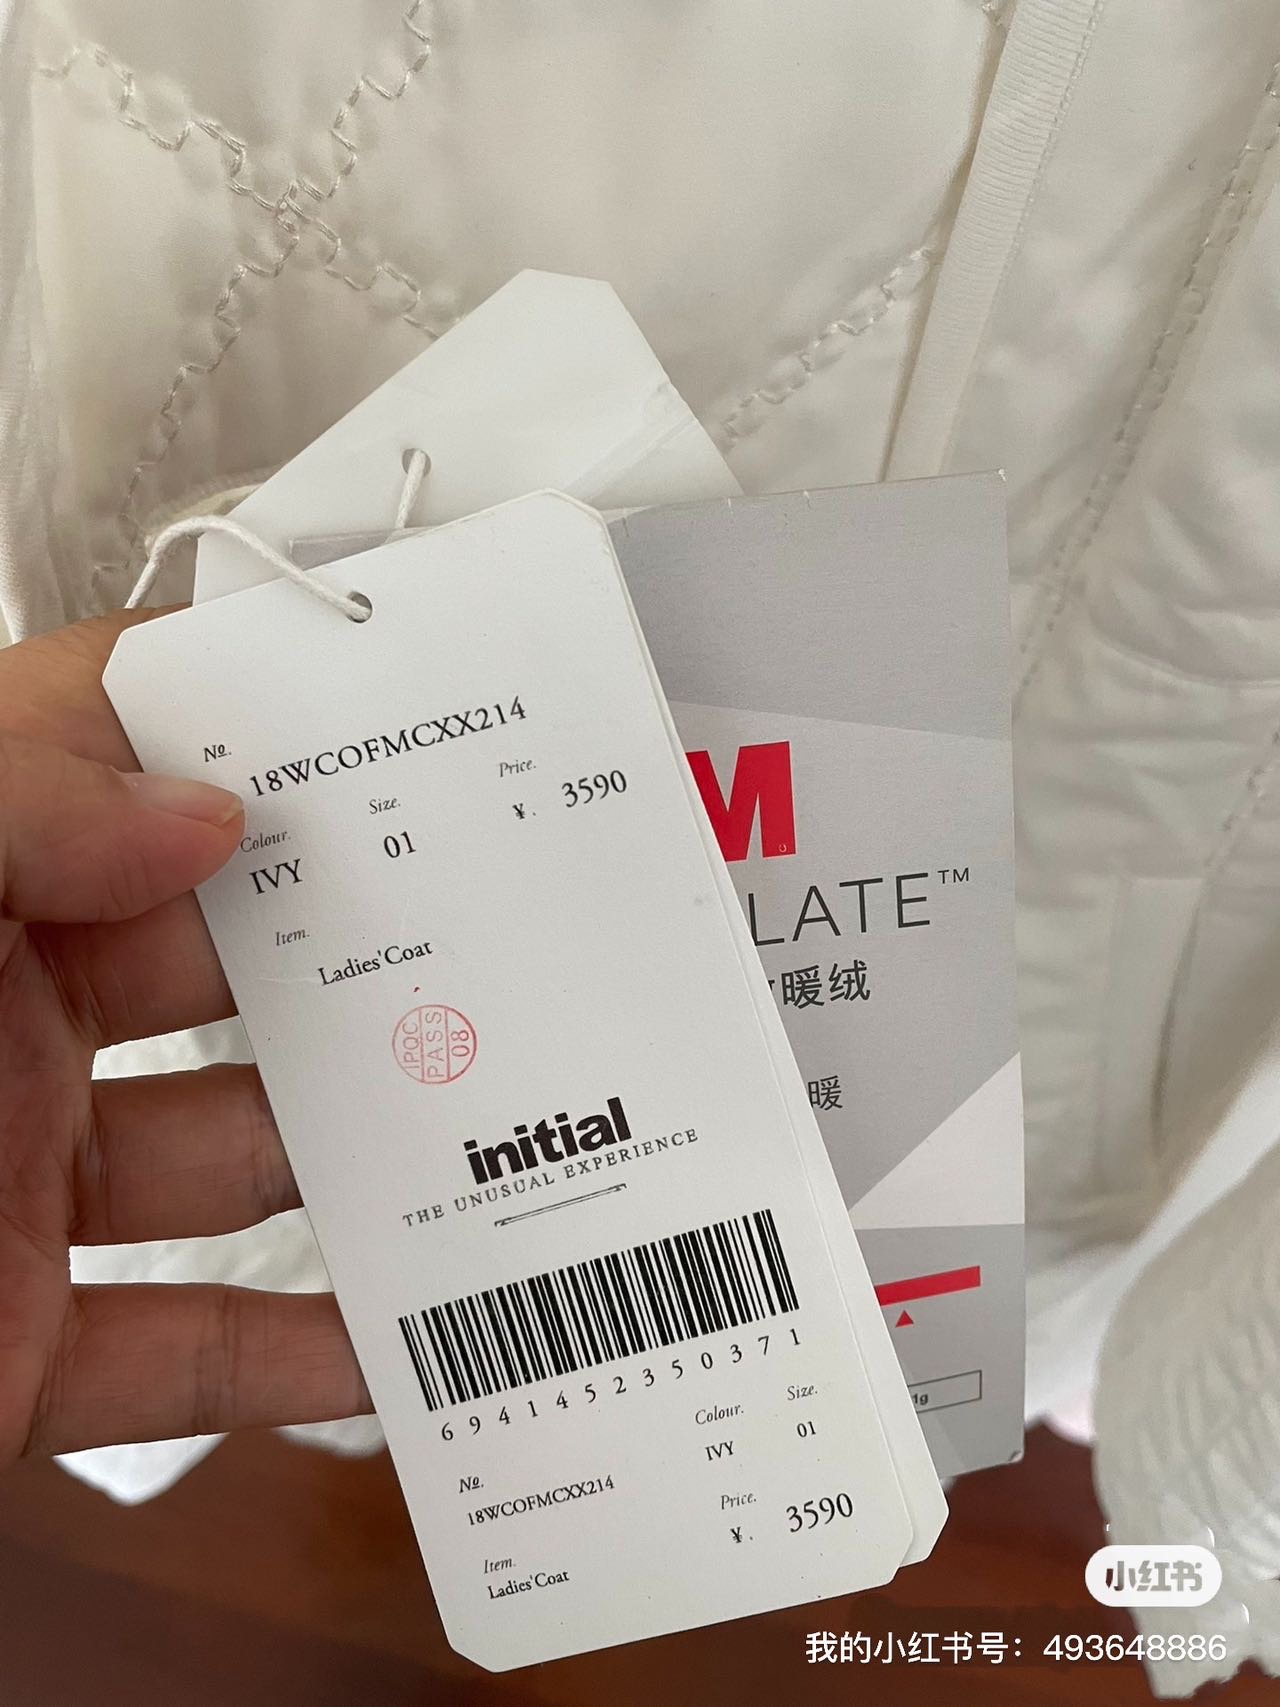 No.
18WCOFMCXX214
Colour.
Size.
Price.
IVY
01
¥. 3590
Item.
Ladies'Coat
IPQC
PASS
08
initial
THE UNUSUAL EXPERIENCE
6941452350371
No.
18WCOFMCXX214
Colour.
Size.
IVY
01
Item.
Ladies'Coat
Price.
¥. 3590
M
LATE™
暖绒
暖
小红书
我的小红书号：493648886